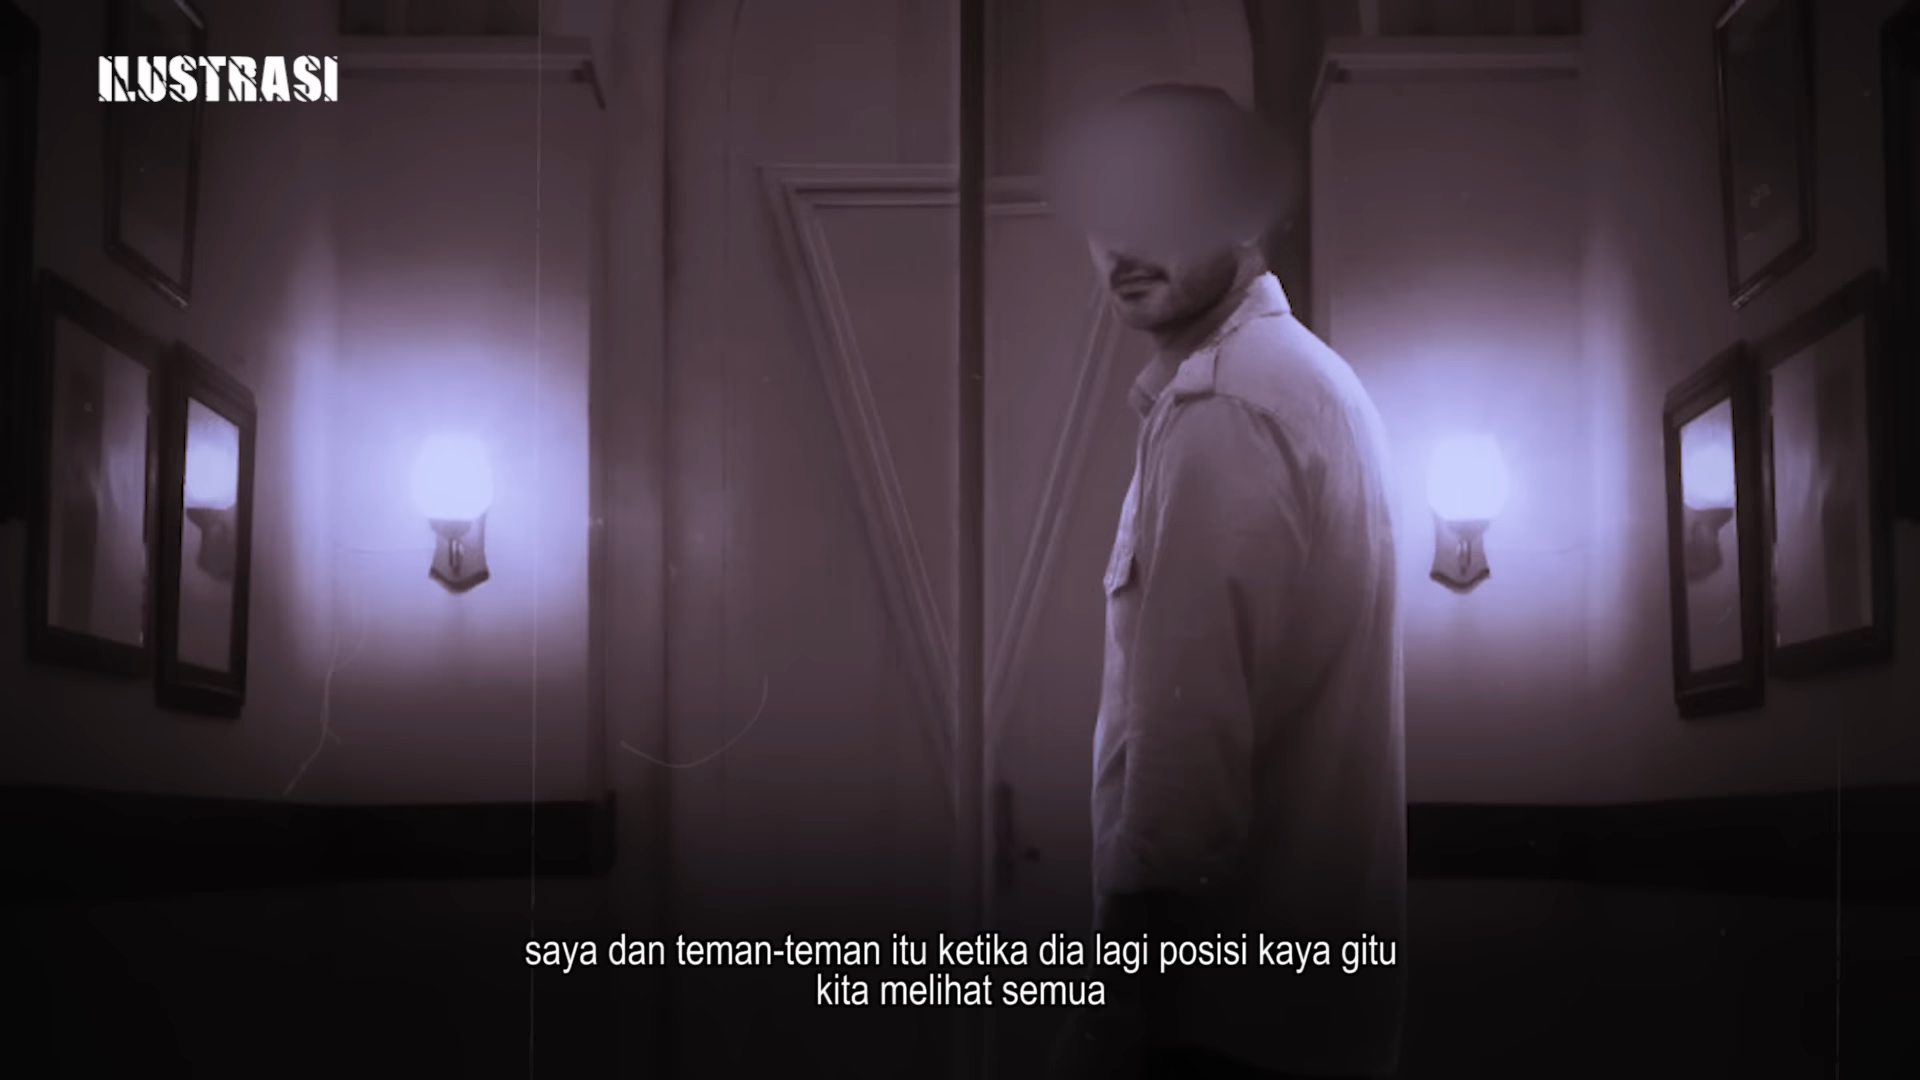 ILUSTRASI
saya dan teman-teman itu ketika dia lagi posisi kaya gitu
kita melihat semua